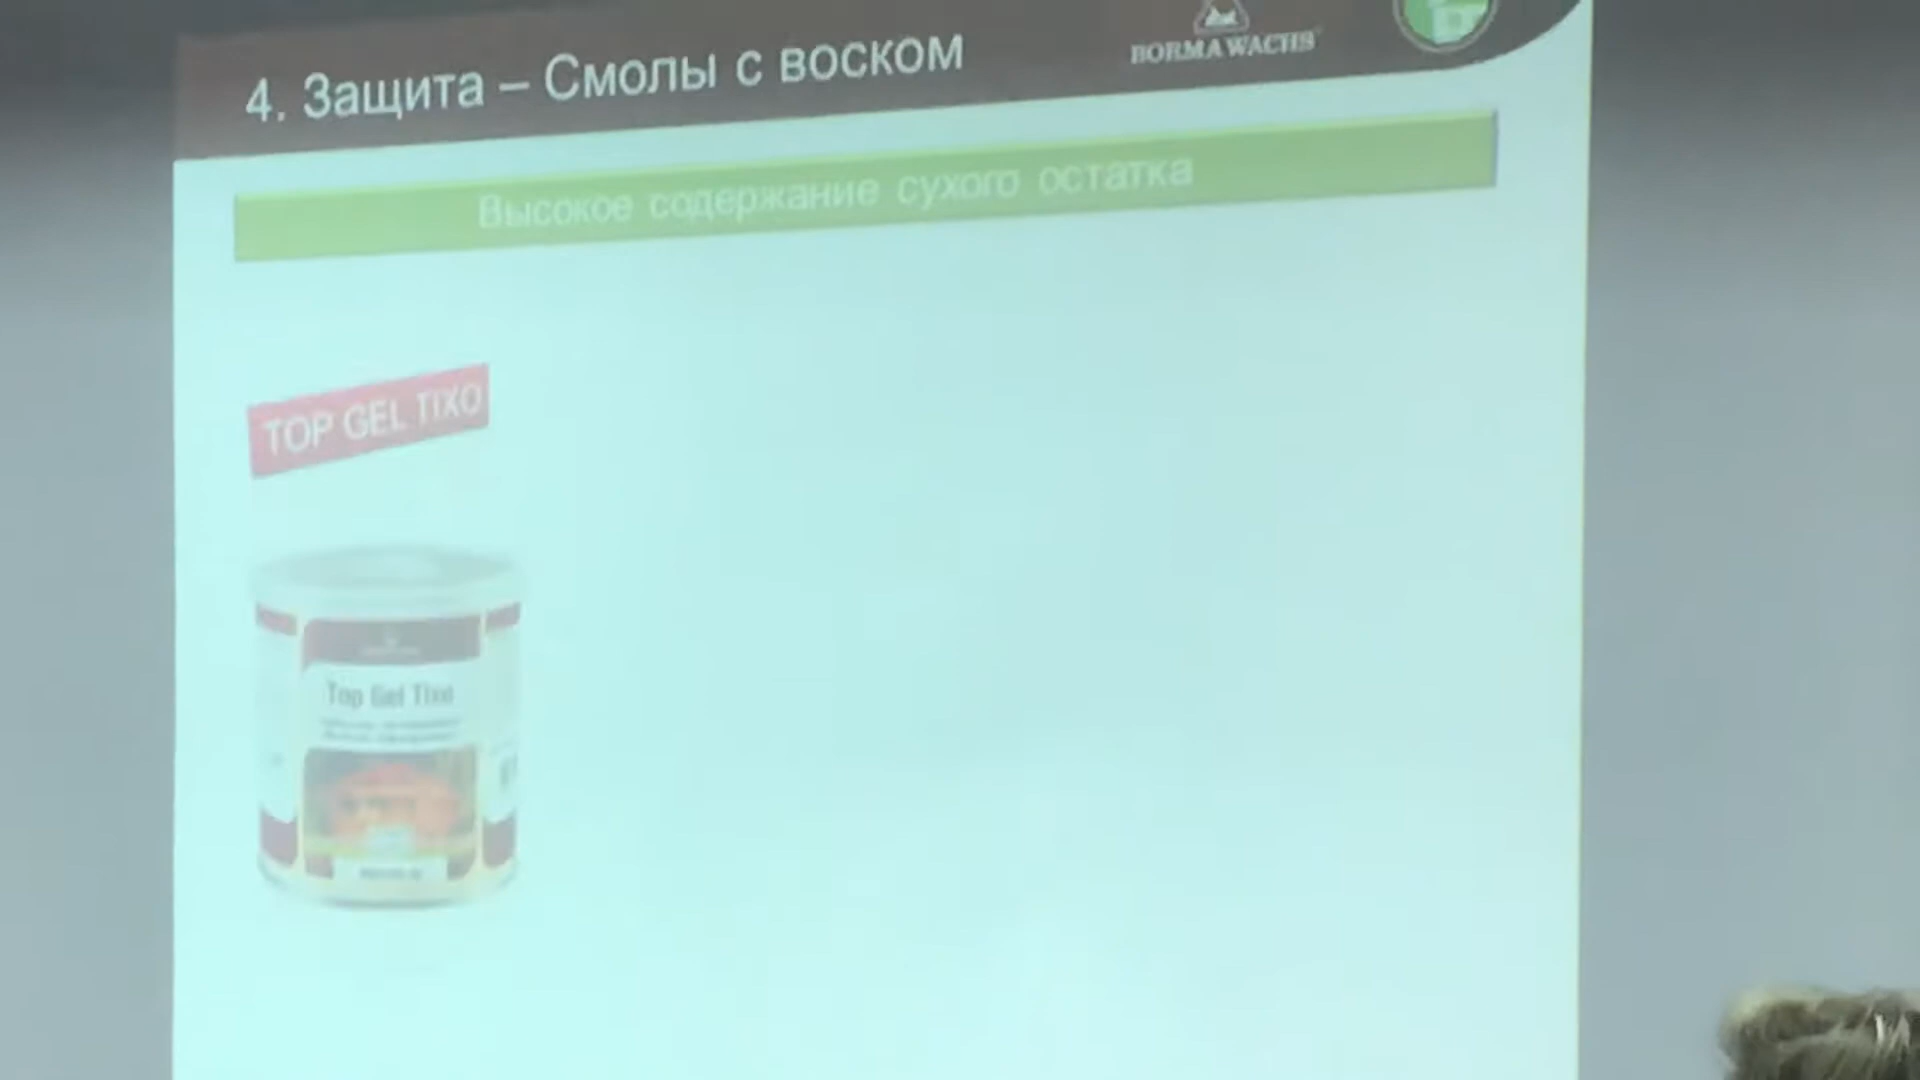 4. Защита – Смолы с воском
BORMA WACHS
Высокое содержание сухого остатка
TOP GEL TIXO
Top Gel Tixo